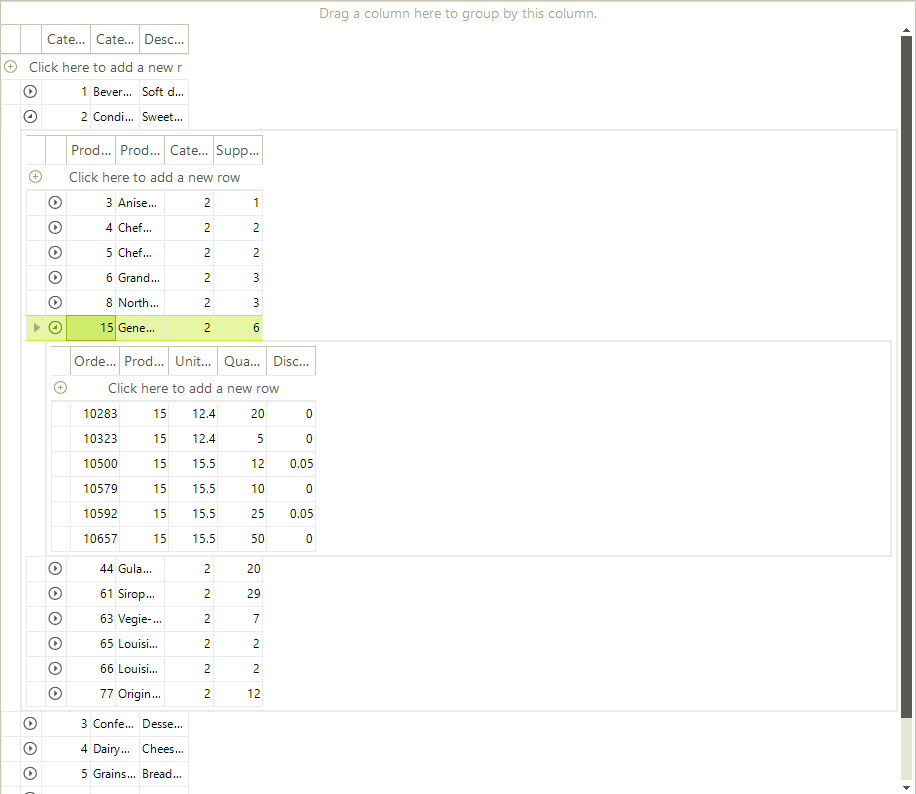 Drag a column here to group by this column.
Cate... Cate... Desc...
Click here to add a new r
1 Bever... Soft d...
2 Condi... Sweet...
Prod... Prod... Cate... Supp...
Click here to add a new row
3 Anise... 2 1
4 Chef... 2 2
5 Chef... 2 2
6 Grand... 2 3
8 North... 2 3
15 Gene... 2 6
Orde... Prod... Unit... Qua... Disc...
Click here to add a new row
10283 15 12.4 20 0
10323 15 12.4 5 0
10500 15 15.5 12 0.05
10579 15 15.5 10 0
10592 15 15.5 25 0.05
10657 15 15.5 50 0
44 Gula... 2 20
61 Sirop... 2 29
63 Vegie-... 2 7
65 Louisi... 2 2
66 Louisi... 2 2
77 Origin... 2 12
3 Confe... Desse...
4 Dairy... Chees...
5 Grains... Bread...